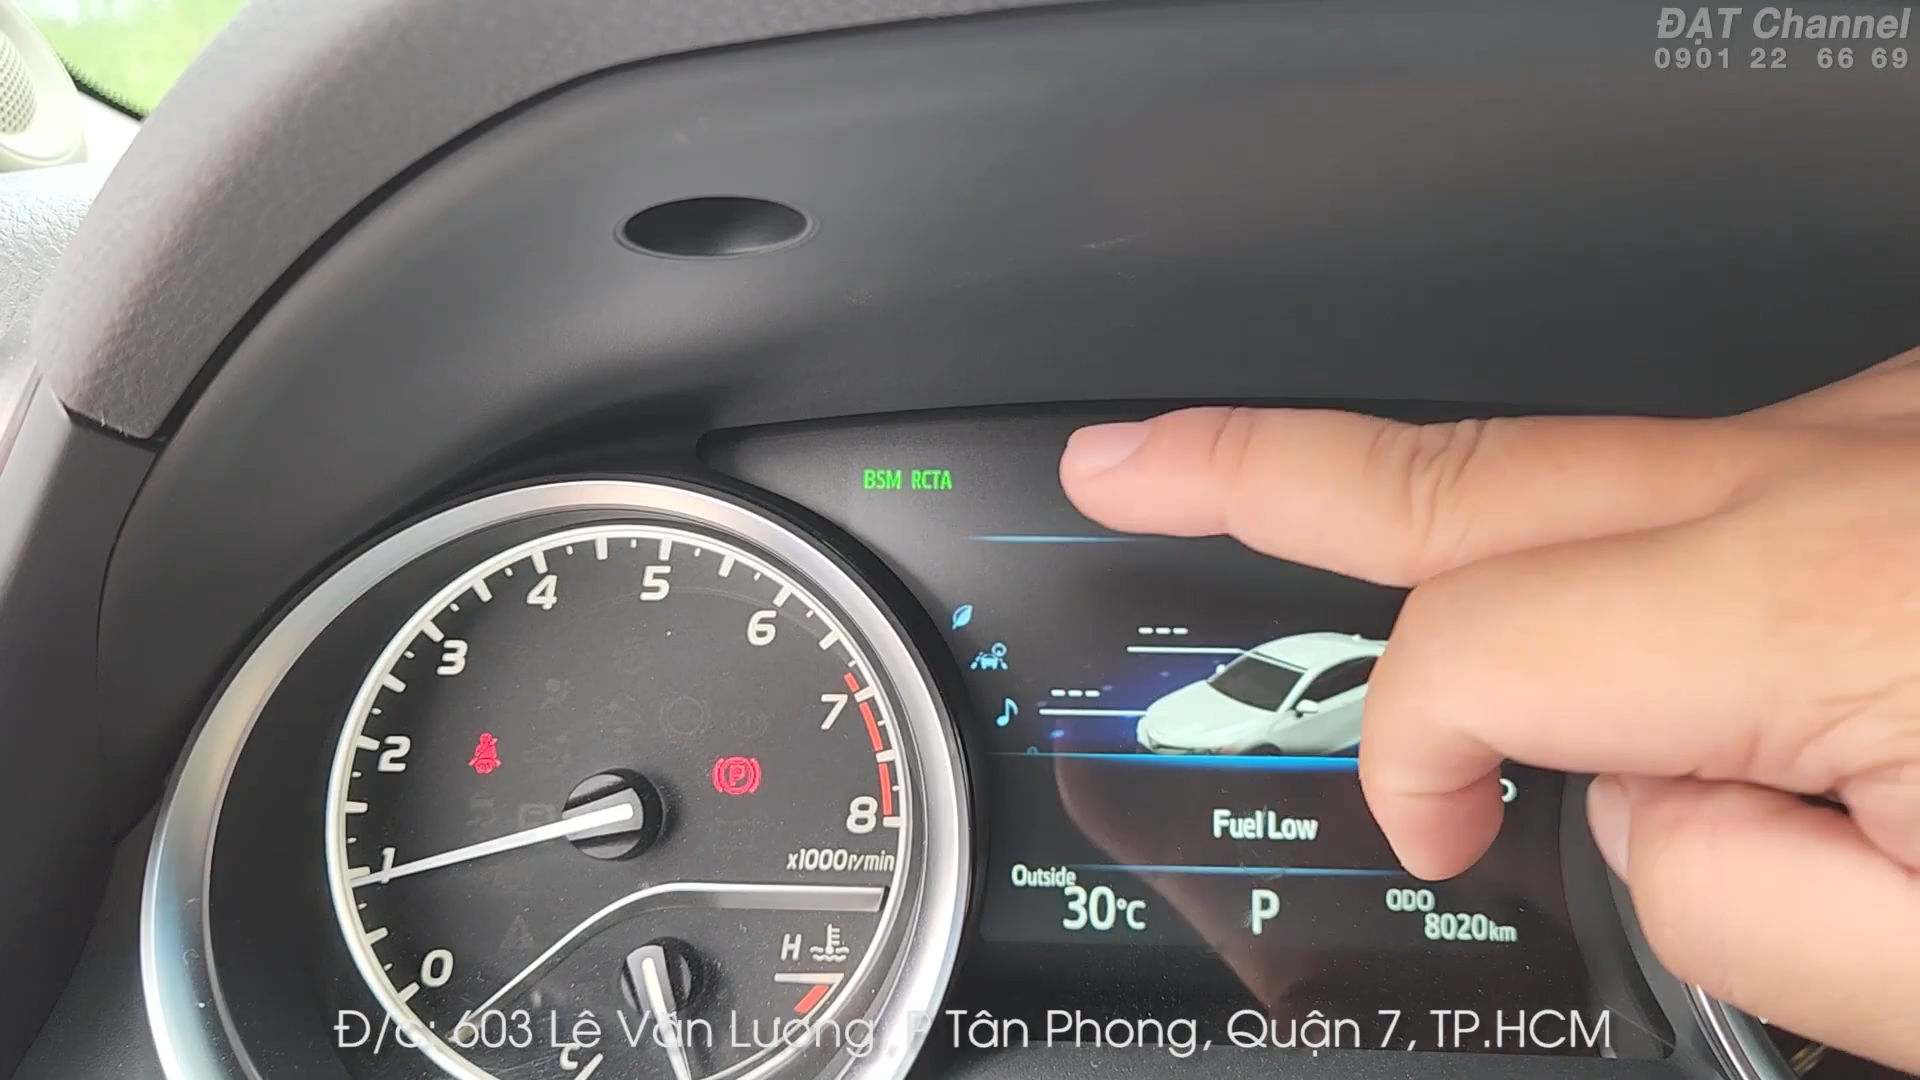 ĐẠT Channel
0901 22 66 69
BSM RCTA
4
5
6
3
7
2
8
1
0
x1000r/min
H
C
P
---
---
Fuel Low
Outside
30°C
P
ODO
8020km
Đ/c: 603 Lê Văn Lương, P Tân Phong, Quận 7, TP.HCM